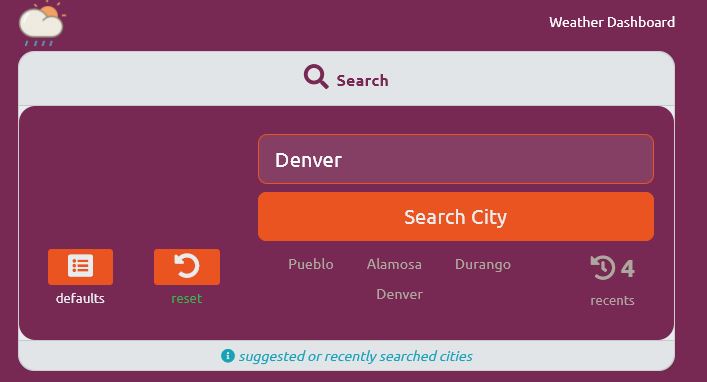 Weather Dashboard
Search
Denver
Search City
Pueblo Alamosa Durango
Denver
4
recents
defaults reset
suggested or recently searched cities